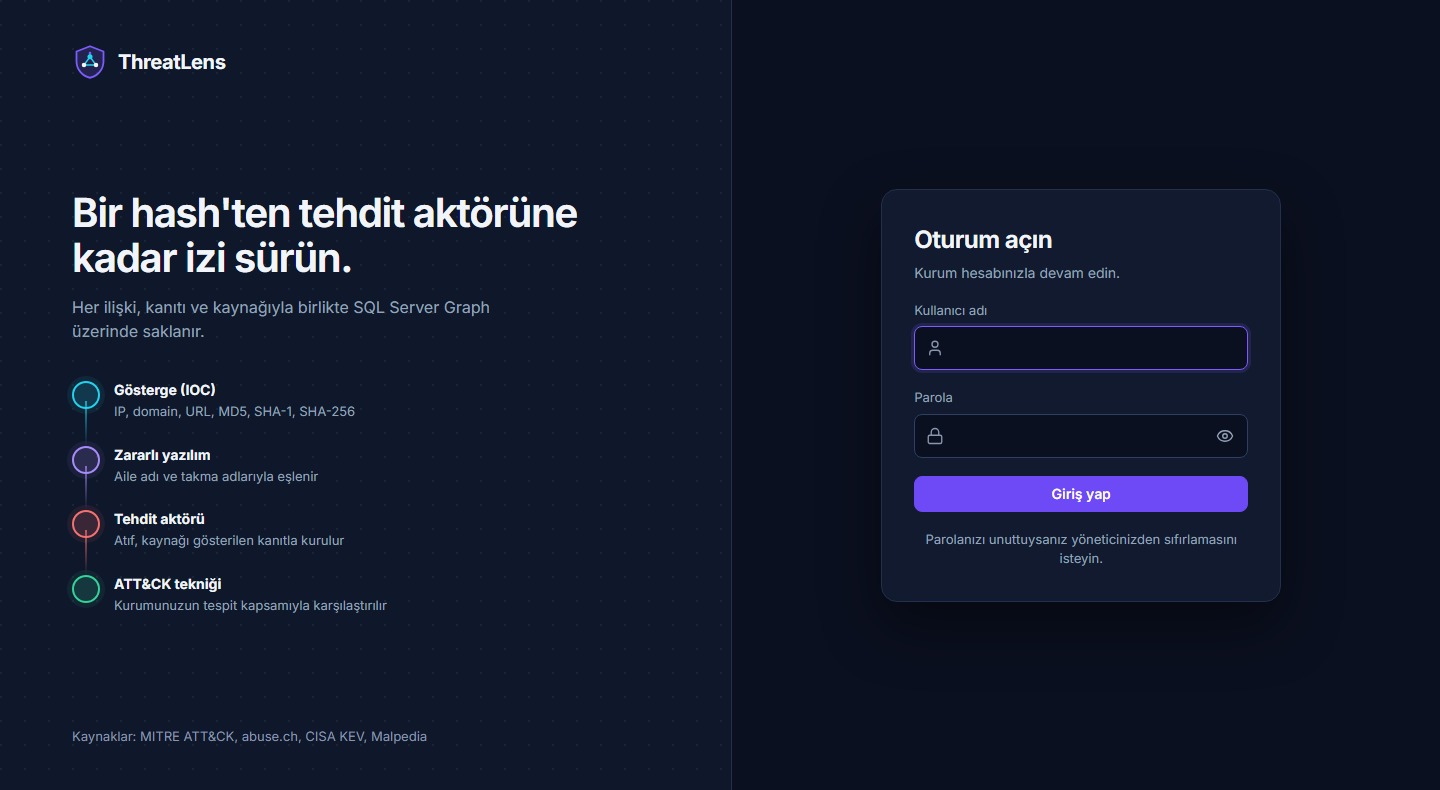 ThreatLens
Bir hash'ten tehdit aktörüne
kadar izi sürün.
Her ilişki, kanıtı ve kaynağıyla birlikte SQL Server Graph
üzerinde saklanır.
Gösterge (IOC)
IP, domain, URL, MD5, SHA-1, SHA-256
Zararlı yazılım
Aile adı ve takma adlarıyla eşlenir
Tehdit aktörü
Atıf, kaynağı gösterilen kanıtla kurulur
ATT&CK tekniği
Kurumunuzun tespit kapsamıyla karşılaştırılır
Kaynaklar: MITRE ATT&CK, abuse.ch, CISA KEV, Malpedia
Oturum açın
Kurum hesabınızla devam edin.
Kullanıcı adı
Parola
Giriş yap
Parolanızı unuttuysanız yöneticinizden sıfırlamasını
isteyin.